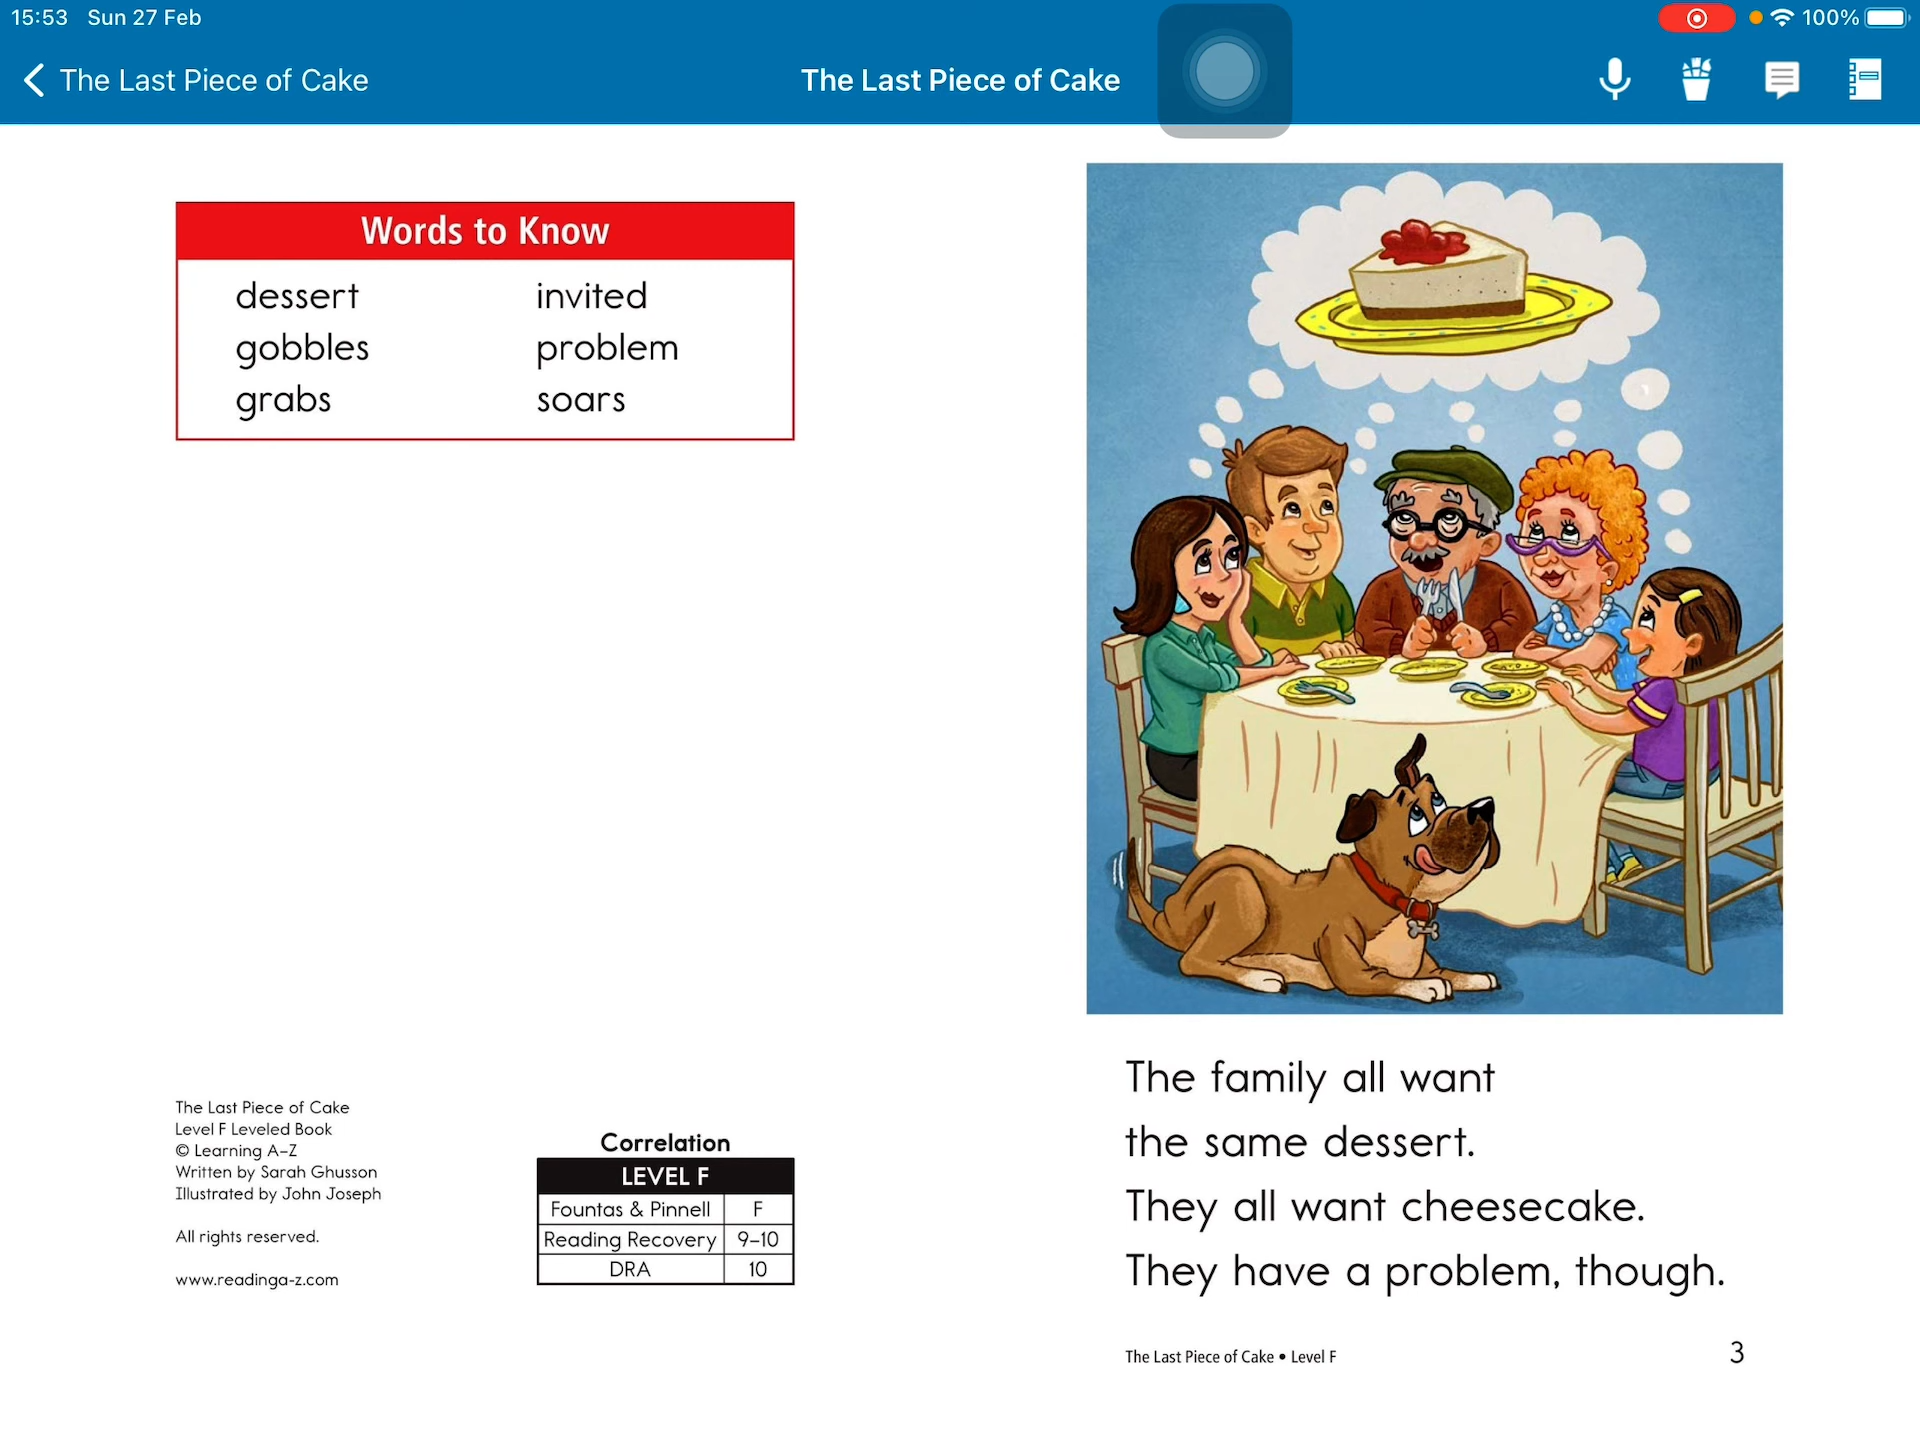 15:53 Sun 27 Feb
100%
The Last Piece of Cake
The Last Piece of Cake
Words to Know
dessert invited
gobbles problem
grabs soars
The Last Piece of Cake
Level F Leveled Book
© Learning A–Z
Written by Sarah Ghusson
Illustrated by John Joseph
All rights reserved.
www.readinga-z.com
Correlation
LEVEL F
Fountas & Pinnell F
Reading Recovery 9–10
DRA 10
The family all want
the same dessert.
They all want cheesecake.
They have a problem, though.
The Last Piece of Cake • Level F
3